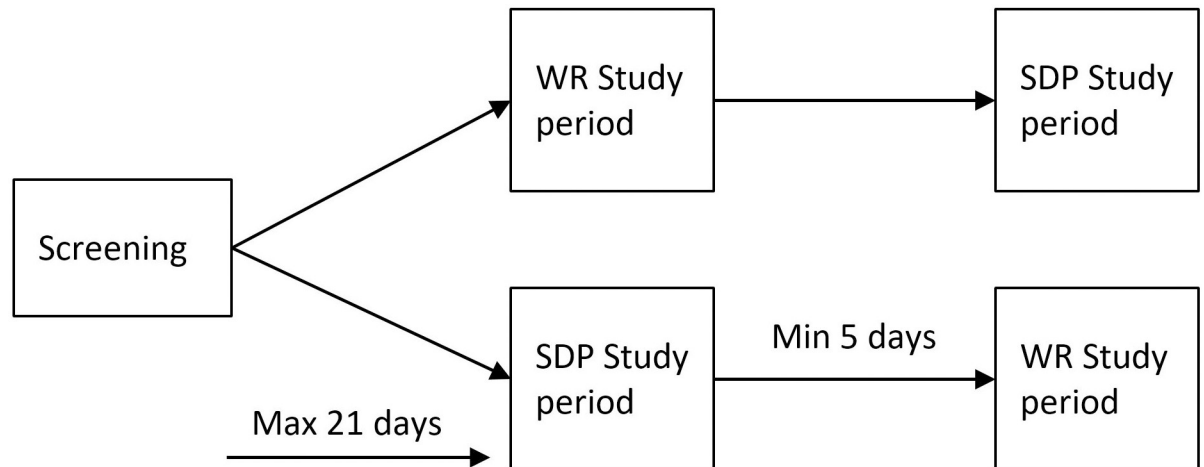 WR Study
period
SDP Study
period
Screening
SDP Study
period
Min 5 days
WR Study
period
Max 21 days